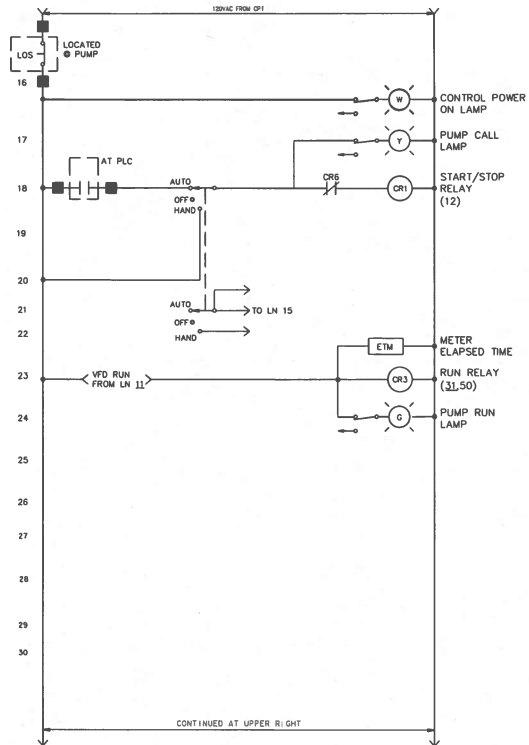 120VAC FROM CP1
LOS
LOCATED
@ PUMP
16
W
CONTROL POWER
ON LAMP
17
Y
PUMP CALL
LAMP
AT PLC
18
AUTO
OFF
HAND
CR6
CR1
START/STOP
RELAY
(12)
19
20
21
AUTO
OFF
HAND
TO LN 15
22
ETM
METER
ELAPSED TIME
23
VFD RUN
FROM LN 11
CR3
RUN RELAY
(31,50)
24
G
PUMP RUN
LAMP
25
26
27
28
29
30
CONTINUED AT UPPER RIGHT